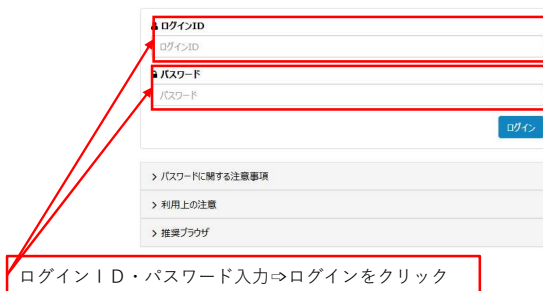 ログインID
ログインID
パスワード
パスワード
ログイン
> パスワードに関する注意事項
> 利用上の注意
> 推奨ブラウザ
ログインＩＤ・パスワード入力⇨ログインをクリック